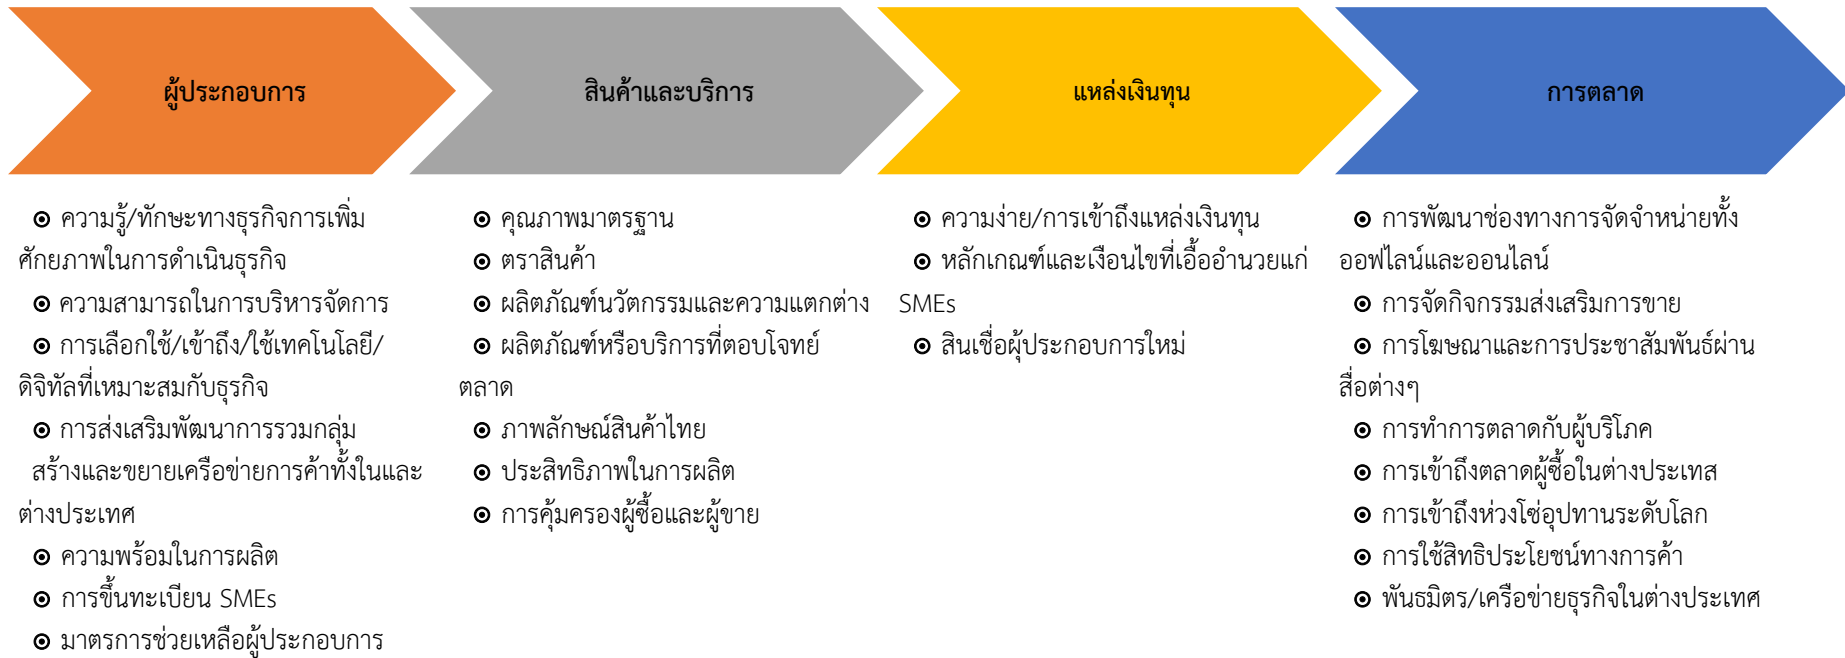 ผู้ประกอบการ
สินค้าและบริการ
แหล่งเงินทุน
การตลาด
⦿ ความรู้/ทักษะทางธุรกิจการเพิ่ม
ศักยภาพในการดำเนินธุรกิจ
⦿ ความสามารถในการบริหารจัดการ
⦿ การเลือกใช้/เข้าถึง/ใช้เทคโนโลยี/
ดิจิทัลที่เหมาะสมกับธุรกิจ
⦿ การส่งเสริมพัฒนาการรวมกลุ่ม
สร้างและขยายเครือข่ายการค้าทั้งในและ
ต่างประเทศ
⦿ ความพร้อมในการผลิต
⦿ การขึ้นทะเบียน SMEs
⦿ มาตรการช่วยเหลือผู้ประกอบการ
⦿ คุณภาพมาตรฐาน
⦿ ตราสินค้า
⦿ ผลิตภัณฑ์นวัตกรรมและความแตกต่าง
⦿ ผลิตภัณฑ์หรือบริการที่ตอบโจทย์
ตลาด
⦿ ภาพลักษณ์สินค้าไทย
⦿ ประสิทธิภาพในการผลิต
⦿ การคุ้มครองผู้ซื้อและผู้ขาย
⦿ ความง่าย/การเข้าถึงแหล่งเงินทุน
⦿ หลักเกณฑ์และเงือนไขที่เอื้ออำนวยแก่
SMEs
⦿ สินเชื่อผู้ประกอบการใหม่
⦿ การพัฒนาช่องทางการจัดจำหน่ายทั้ง
ออฟไลน์และออนไลน์
⦿ การจัดกิจกรรมส่งเสริมการขาย
⦿ การโฆษณาและการประชาสัมพันธ์ผ่าน
สื่อต่างๆ
⦿ การทำการตลาดกับผู้บริโภค
⦿ การเข้าถึงตลาดผู้ซื้อในต่างประเทส
⦿ การเข้าถึงห่วงโซ่อุปทานระดับโลก
⦿ การใช้สิทธิประโยชน์ทางการค้า
⦿ พันธมิตร/เครือข่ายธุรกิจในต่างประเทศ